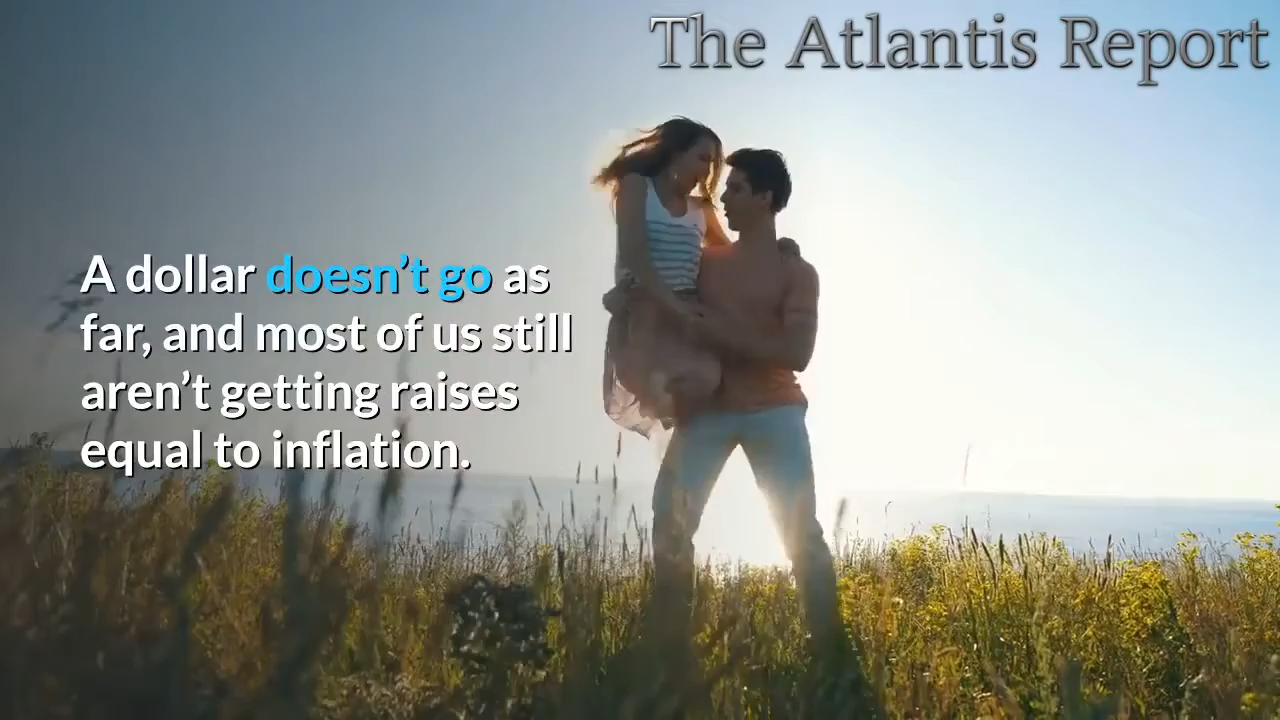 The Atlantis Report
A dollar doesn’t go as
far, and most of us still
aren’t getting raises
equal to inflation.